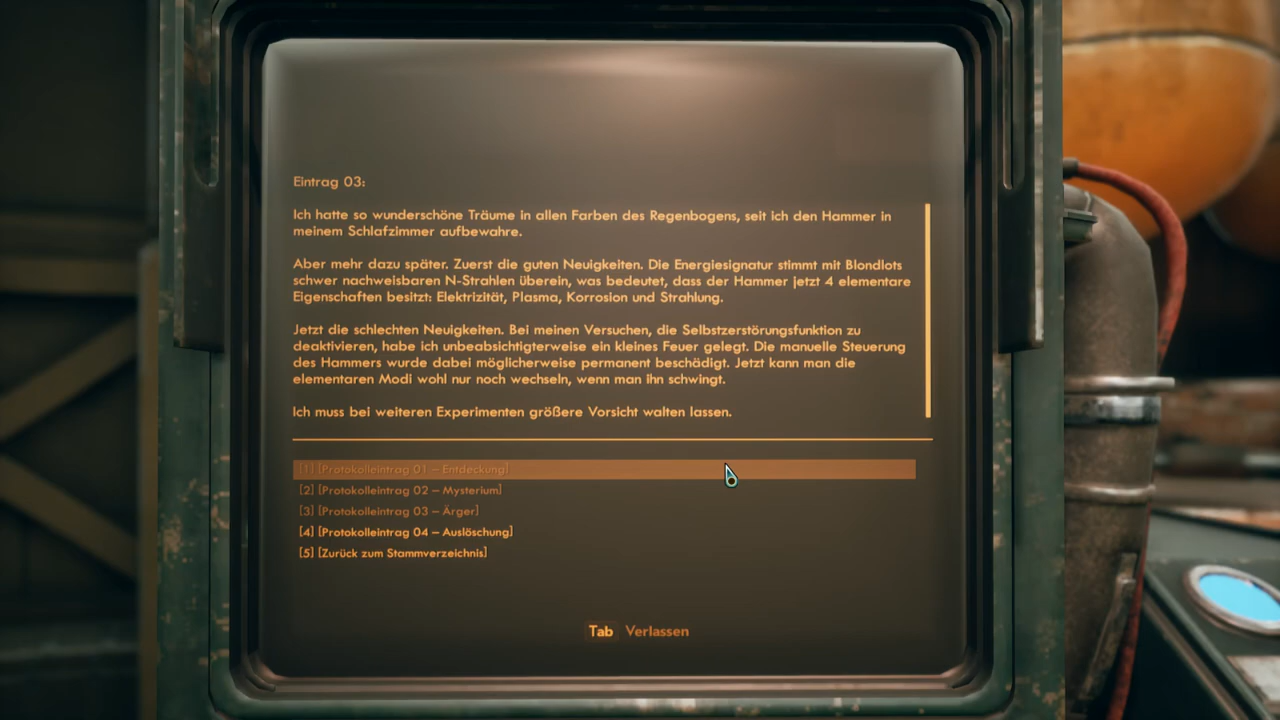 Eintrag 03:
Ich hatte so wunderschöne Träume in allen Farben des Regenbogens, seit ich den Hammer in
meinem Schlafzimmer aufbewahre.
Aber mehr dazu später. Zuerst die guten Neuigkeiten. Die Energiesignatur stimmt mit Blondlots
schwer nachweisbaren N-Strahlen überein, was bedeutet, dass der Hammer jetzt 4 elementare
Eigenschaften besitzt: Elektrizität, Plasma, Korrosion und Strahlung.
Jetzt die schlechten Neuigkeiten. Bei meinen Versuchen, die Selbstzerstörungsfunktion zu
deaktivieren, habe ich unbeabsichtigterweise ein kleines Feuer gelegt. Die manuelle Steuerung
des Hammers wurde dabei möglicherweise permanent beschädigt. Jetzt kann man die
elementaren Modi wohl nur noch wechseln, wenn man ihn schwingt.
Ich muss bei weiteren Experimenten größere Vorsicht walten lassen.
[1] [Protokolleintrag 01 – Entdeckung]
[2] [Protokolleintrag 02 – Mysterium]
[3] [Protokolleintrag 03 – Ärger]
[4] [Protokolleintrag 04 – Auslöschung]
[5] [Zurück zum Stammverzeichnis]
Tab Verlassen